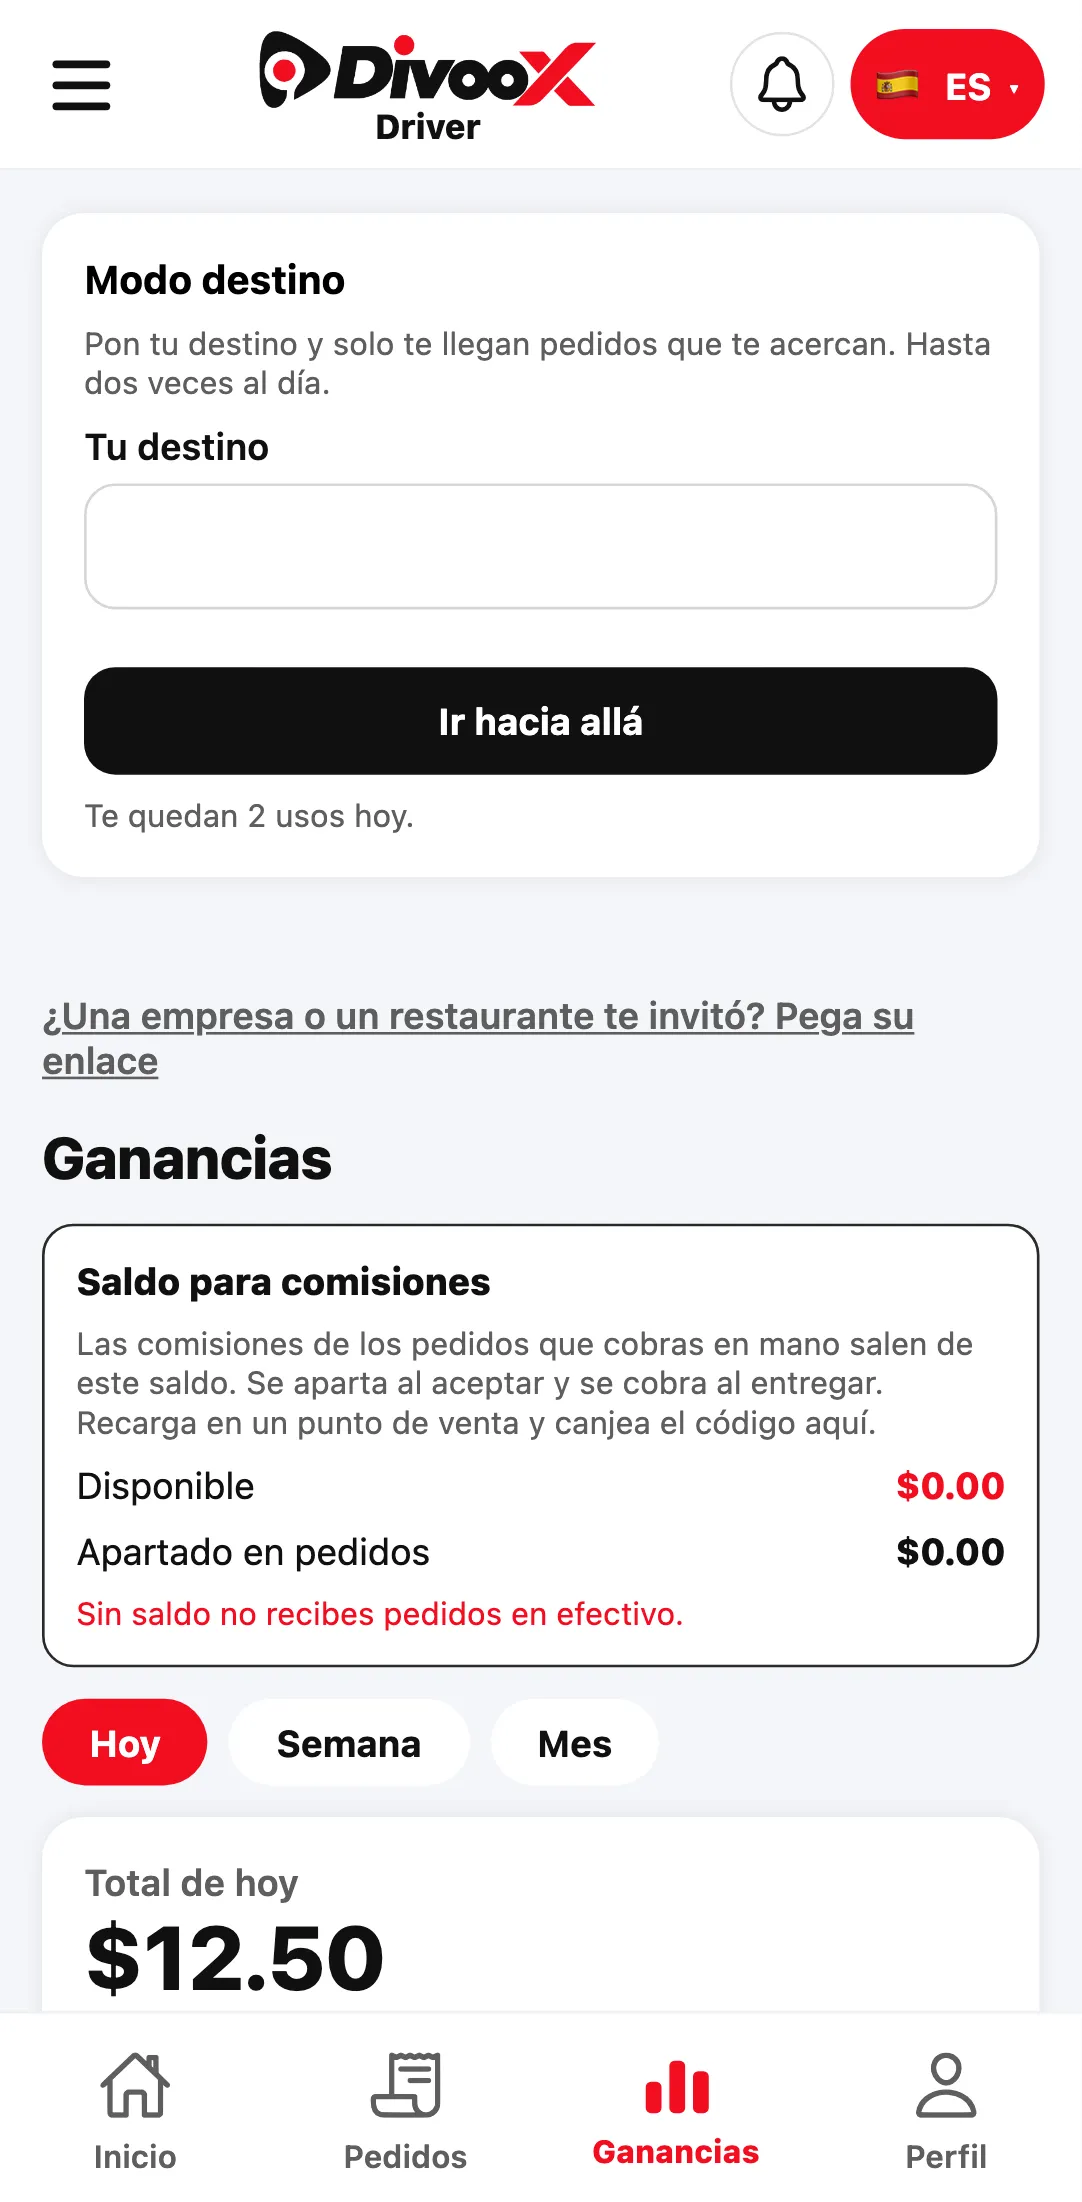 DivooX
Driver
ES
Modo destino
Pon tu destino y solo te llegan pedidos que te acercan. Hasta
dos veces al día.
Tu destino
Ir hacia allá
Te quedan 2 usos hoy.
¿Una empresa o un restaurante te invitó? Pega su
enlace
Ganancias
Saldo para comisiones
Las comisiones de los pedidos que cobras en mano salen de
este saldo. Se aparta al aceptar y se cobra al entregar.
Recarga en un punto de venta y canjea el código aquí.
Disponible $0.00
Apartado en pedidos $0.00
Sin saldo no recibes pedidos en efectivo.
Hoy Semana Mes
Total de hoy
$12.50
Inicio Pedidos Ganancias Perfil